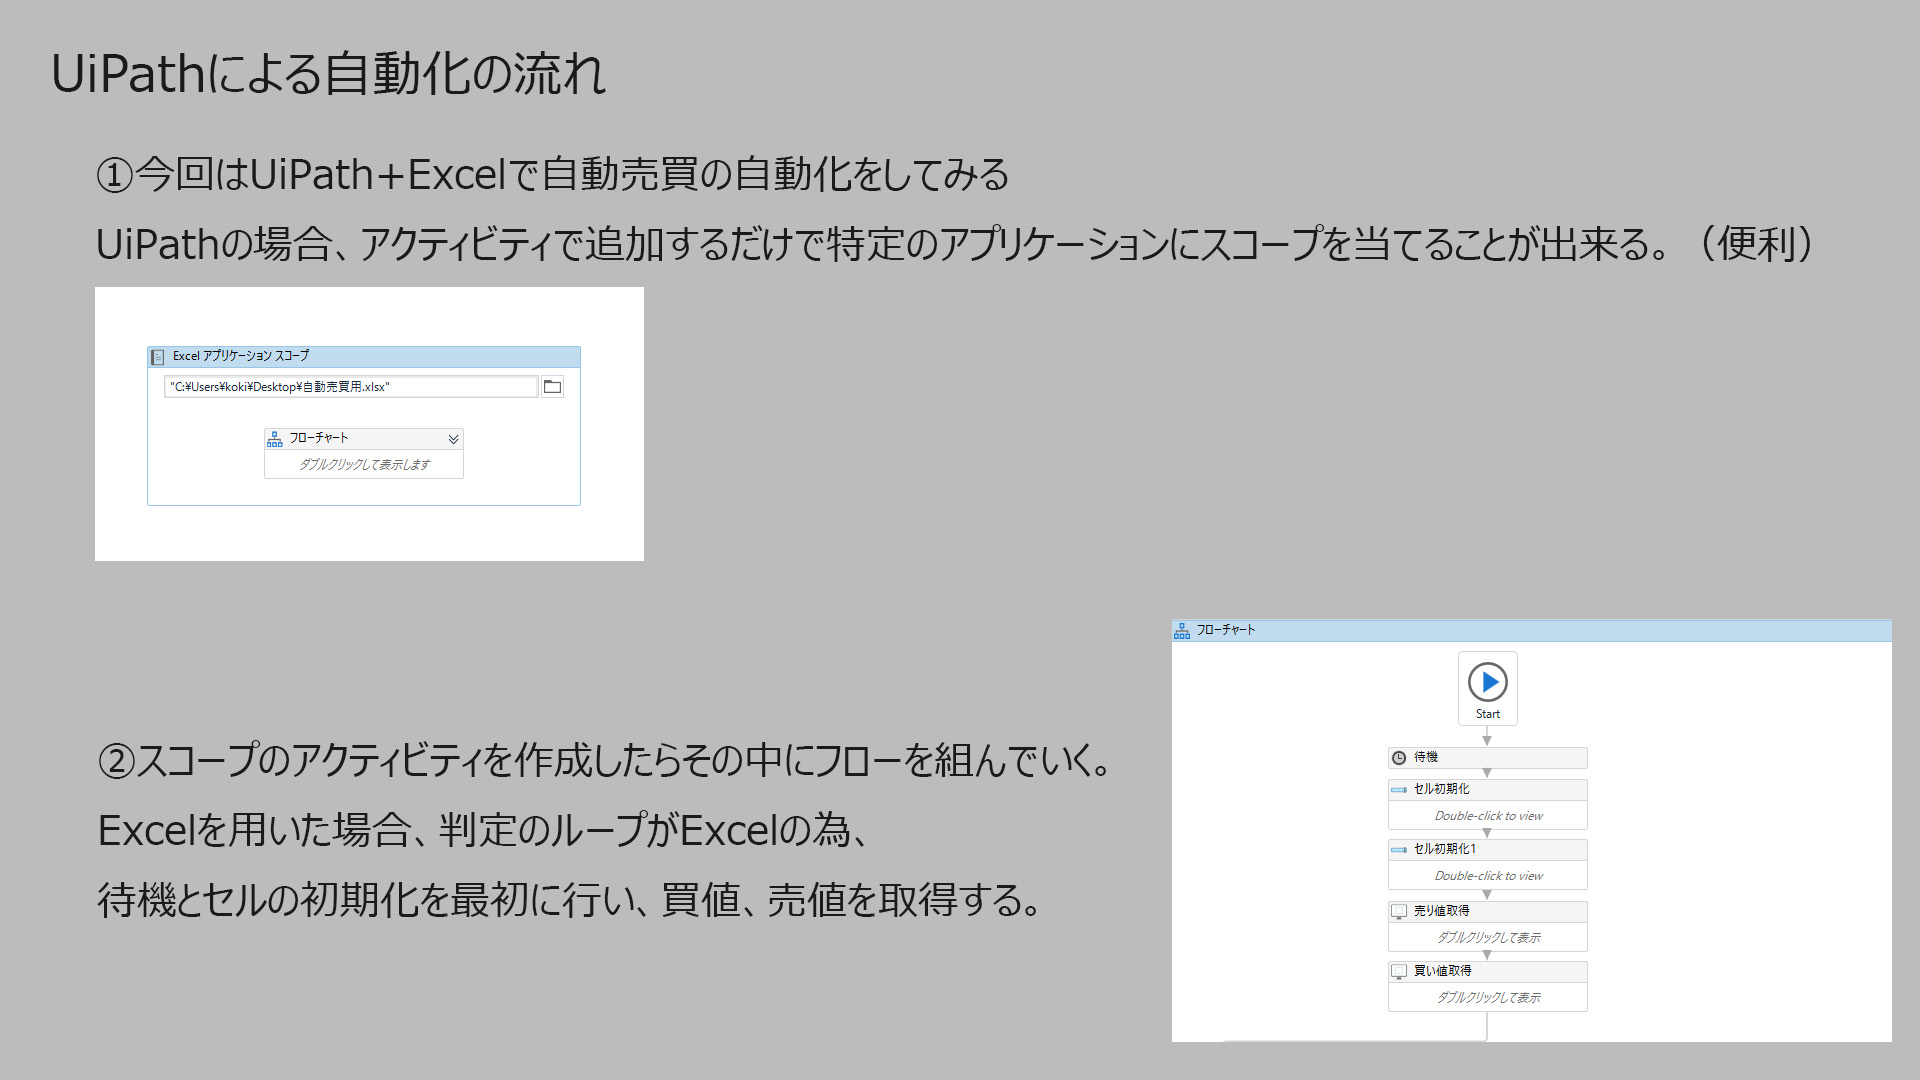 UiPathによる自動化の流れ
①今回はUiPath+Excelで自動売買の自動化をしてみる
UiPathの場合、アクティビティで追加するだけで特定のアプリケーションにスコープを当てることが出来る。（便利）
Excel アプリケーション スコープ
"C:¥Users¥koki¥Desktop¥自動売買用.xlsx"
フローチャート
ダブルクリックして表示します
②スコープのアクティビティを作成したらその中にフローを組んでいく。
Excelを用いた場合、判定のループがExcelの為、
待機とセルの初期化を最初に行い、買値、売値を取得する。
フローチャート
Start
待機
セル初期化
Double-click to view
セル初期化1
Double-click to view
売り値取得
ダブルクリックして表示
買い値取得
ダブルクリックして表示